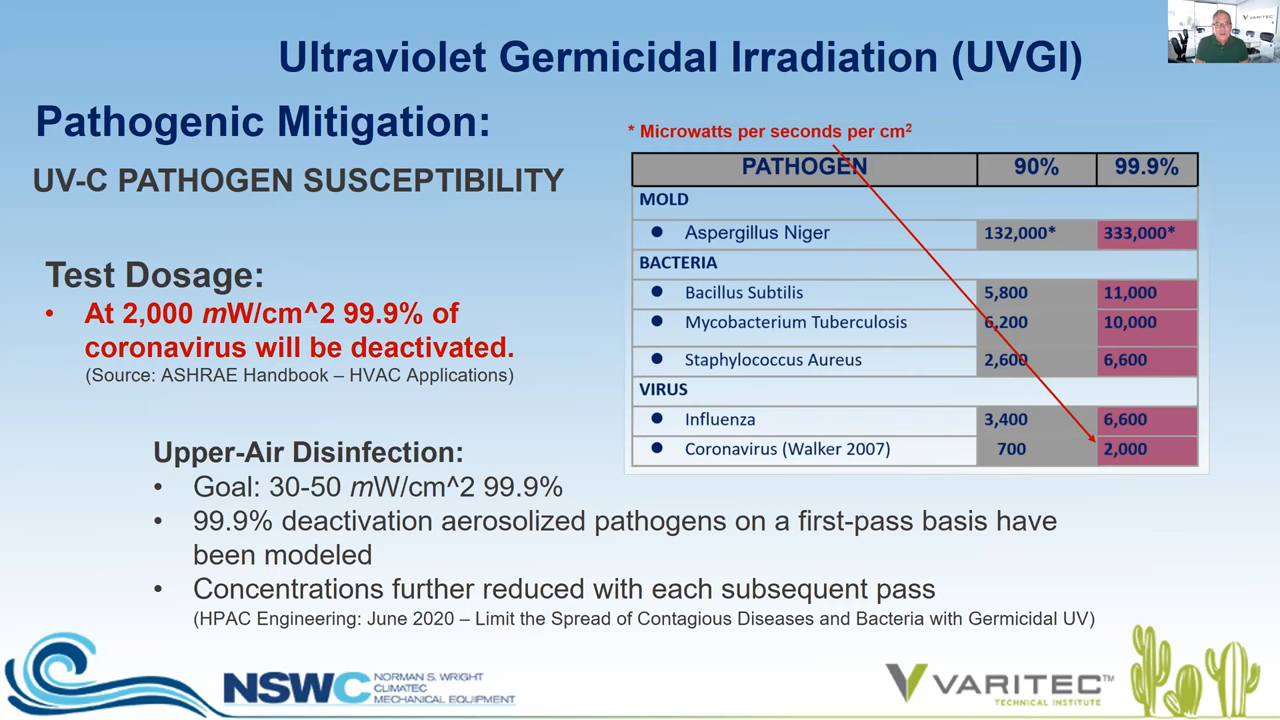 Ultraviolet Germicidal Irradiation (UVGI)
VARITEC
Pathogenic Mitigation:
UV-C PATHOGEN SUSCEPTIBILITY
Test Dosage:
• At 2,000 mW/cm^2 99.9% of
coronavirus will be deactivated.
(Source: ASHRAE Handbook – HVAC Applications)
* Microwatts per seconds per cm²
PATHOGEN 90% 99.9%
MOLD
● Aspergillus Niger 132,000* 333,000*
BACTERIA
● Bacillus Subtilis 5,800 11,000
● Mycobacterium Tuberculosis 6,200 10,000
● Staphylococcus Aureus 2,600 6,600
VIRUS
● Influenza 3,400 6,600
● Coronavirus (Walker 2007) 700 2,000
Upper-Air Disinfection:
• Goal: 30-50 mW/cm^2 99.9%
• 99.9% deactivation aerosolized pathogens on a first-pass basis have
been modeled
• Concentrations further reduced with each subsequent pass
(HPAC Engineering: June 2020 – Limit the Spread of Contagious Diseases and Bacteria with Germicidal UV)
NSWC
NORMAN S. WRIGHT
CLIMATEC
MECHANICAL EQUIPMENT
VARITEC™
TECHNICAL INSTITUTE